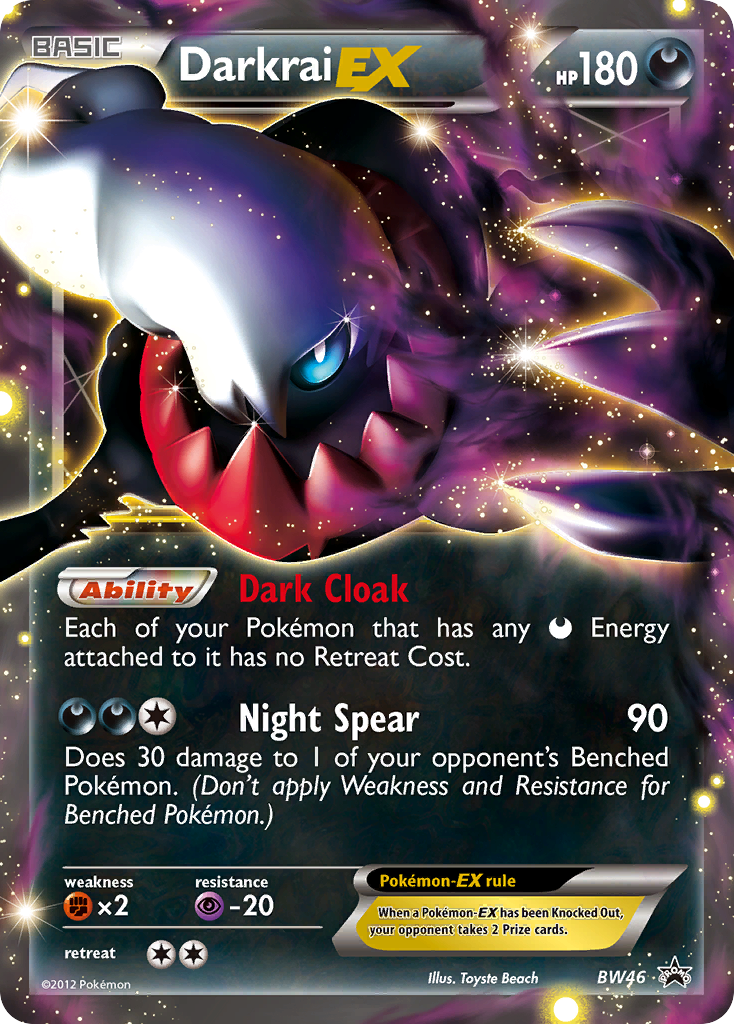 BASIC
Darkrai EX
HP180
Ability Dark Cloak
Each of your Pokémon that has any Energy
attached to it has no Retreat Cost.
Night Spear 90
Does 30 damage to 1 of your opponent's Benched
Pokémon. (Don't apply Weakness and Resistance for
Benched Pokémon.)
weakness resistance
×2 -20
Pokémon-EX rule
When a Pokémon-EX has been Knocked Out,
your opponent takes 2 Prize cards.
retreat
©2012 Pokémon Illus. Toyste Beach BW46 PROMO